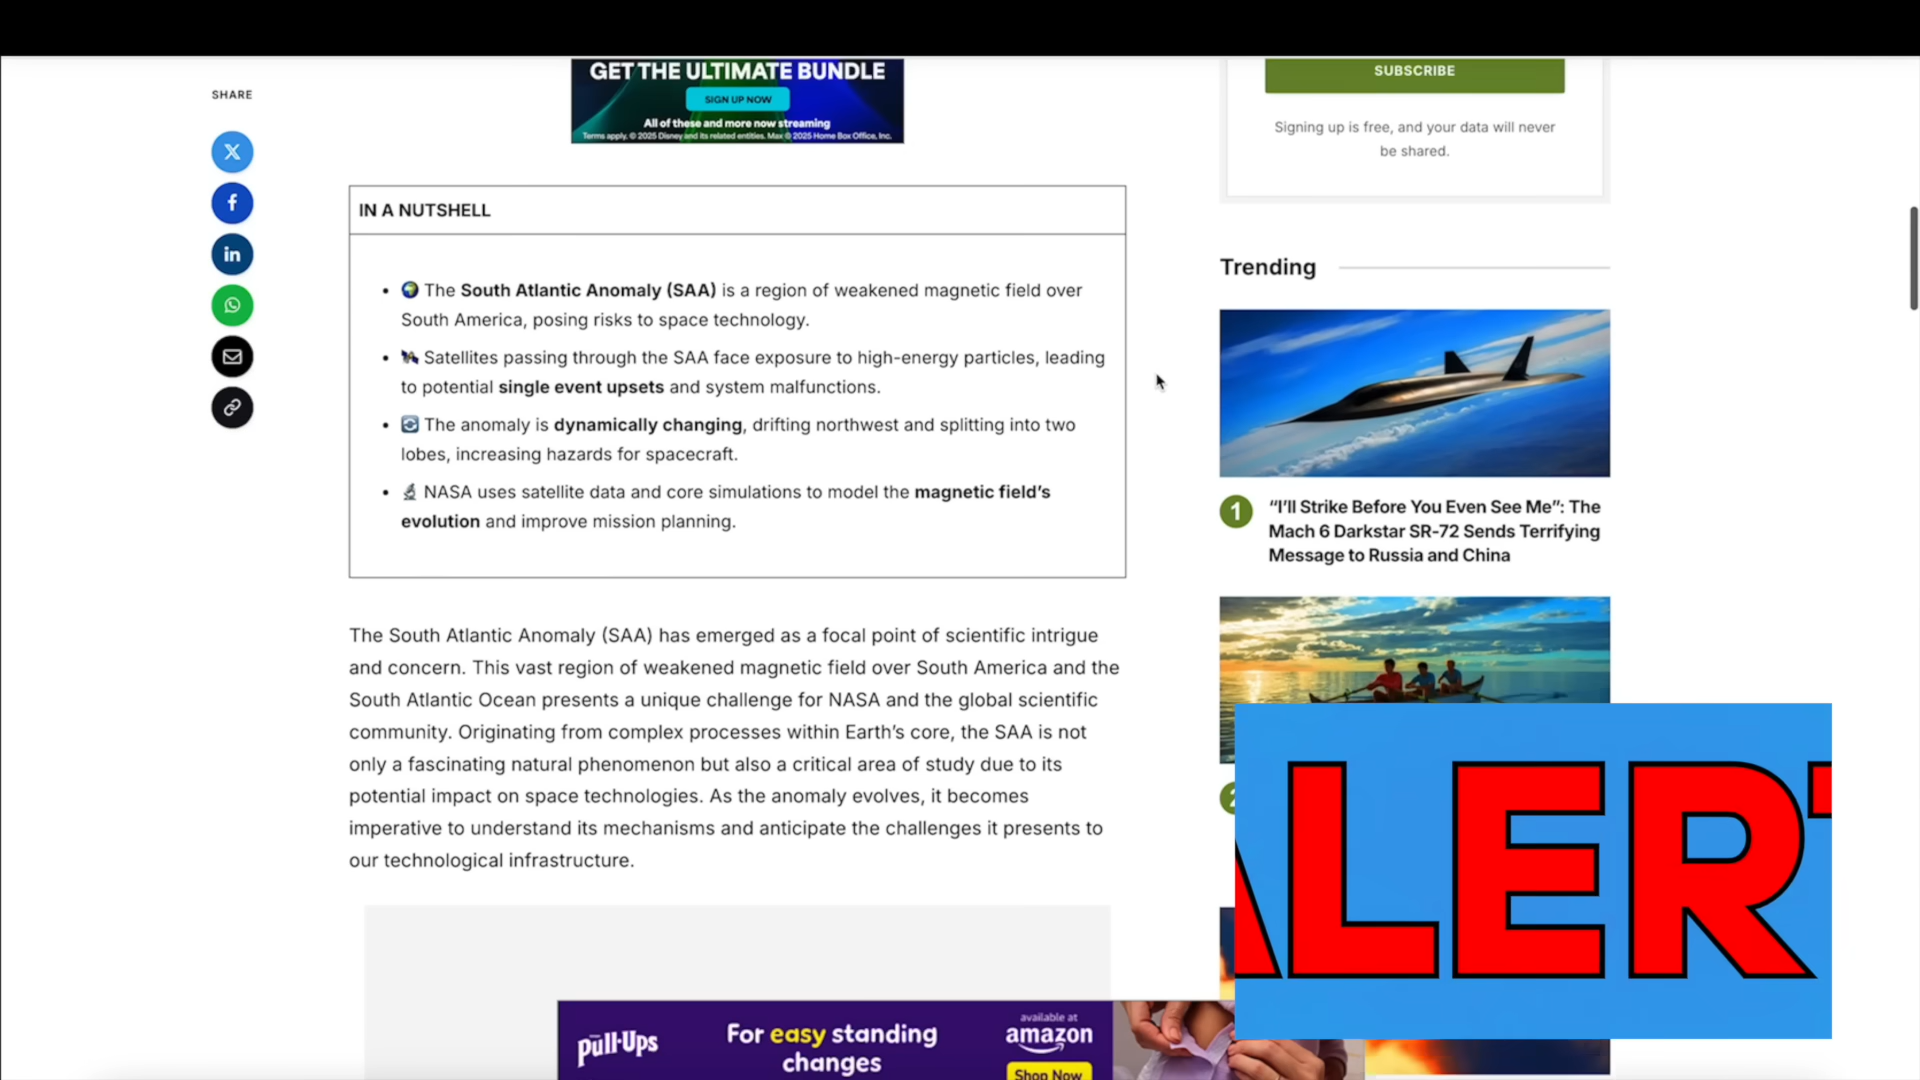 GET THE ULTIMATE BUNDLE
SIGN UP NOW
All of these and more now streaming
Terms apply. © 2025 Disney and its related entities. Max © 2025 Home Box Office, Inc.
SHARE
IN A NUTSHELL
The South Atlantic Anomaly (SAA) is a region of weakened magnetic field over
South America, posing risks to space technology.
Satellites passing through the SAA face exposure to high-energy particles, leading
to potential single event upsets and system malfunctions.
The anomaly is dynamically changing, drifting northwest and splitting into two
lobes, increasing hazards for spacecraft.
NASA uses satellite data and core simulations to model the magnetic field's
evolution and improve mission planning.
The South Atlantic Anomaly (SAA) has emerged as a focal point of scientific intrigue
and concern. This vast region of weakened magnetic field over South America and the
South Atlantic Ocean presents a unique challenge for NASA and the global scientific
community. Originating from complex processes within Earth's core, the SAA is not
only a fascinating natural phenomenon but also a critical area of study due to its
potential impact on space technologies. As the anomaly evolves, it becomes
imperative to understand its mechanisms and anticipate the challenges it presents to
our technological infrastructure.
SUBSCRIBE
Signing up is free, and your data will never
be shared.
Trending
1
“I'll Strike Before You Even See Me”: The
Mach 6 Darkstar SR-72 Sends Terrifying
Message to Russia and China
2
ALERT
pull-ups
For easy standing
changes
available at
amazon
Shop Now